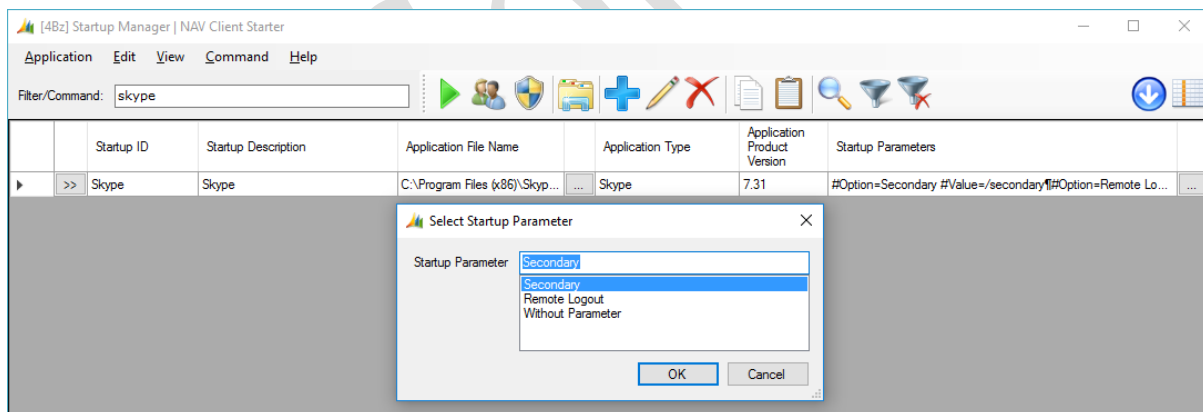 [4Bz] Startup Manager | NAV Client Starter
Application Edit View Command Help
Filter/Command: skype
Startup ID Startup Description Application File Name Application Type Application Product Version Startup Parameters
>> Skype Skype C:\Program Files (x86)\Skyp... ... Skype 7.31 #Option=Secondary #Value=/secondary¶#Option=Remote Lo... ...
Select Startup Parameter
Startup Parameter Secondary
Secondary
Remote Logout
Without Parameter
OK Cancel